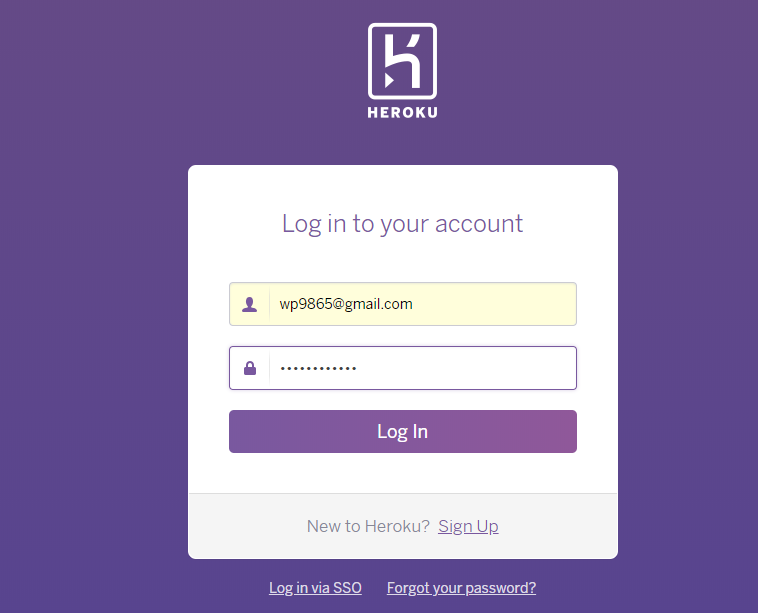 HEROKU
Log in to your account
wp9865@gmail.com
••••••••••••
Log In
New to Heroku? Sign Up
Log in via SSO Forgot your password?